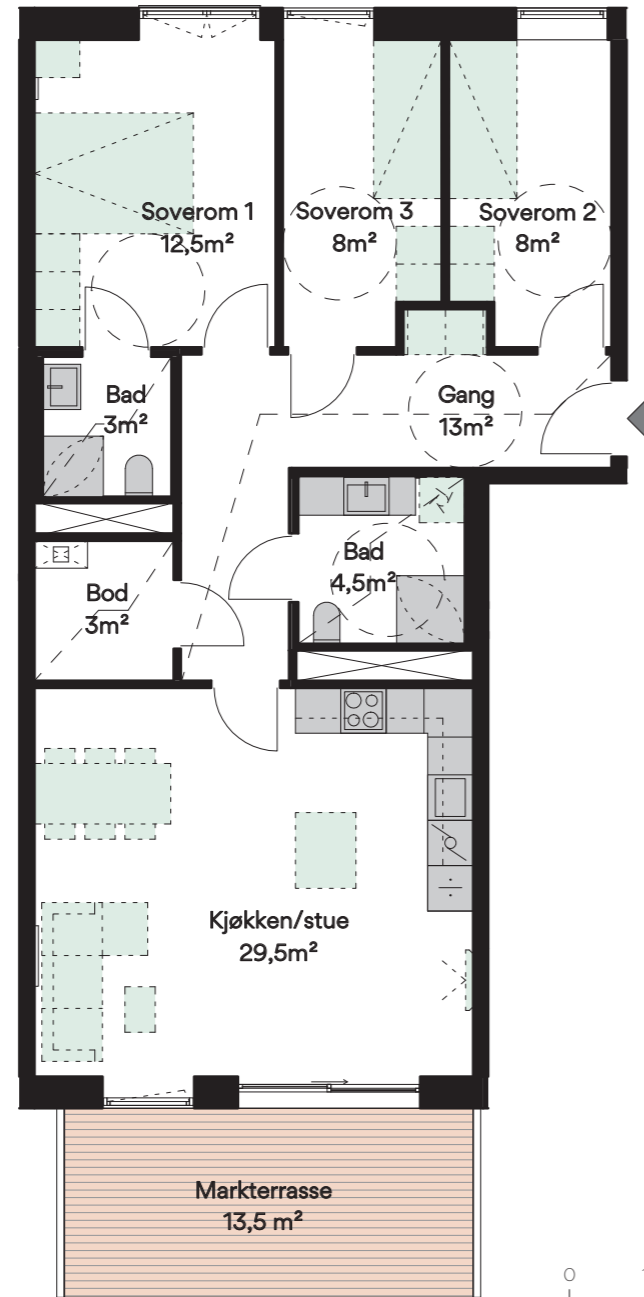 Soverom 1
12,5m²
Soverom 3
8m²
Soverom 2
8m²
Bad
3m²
Gang
13m²
Bad
4,5m²
Bod
3m²
Kjøkken/stue
29,5m²
Markterrasse
13,5 m²
0